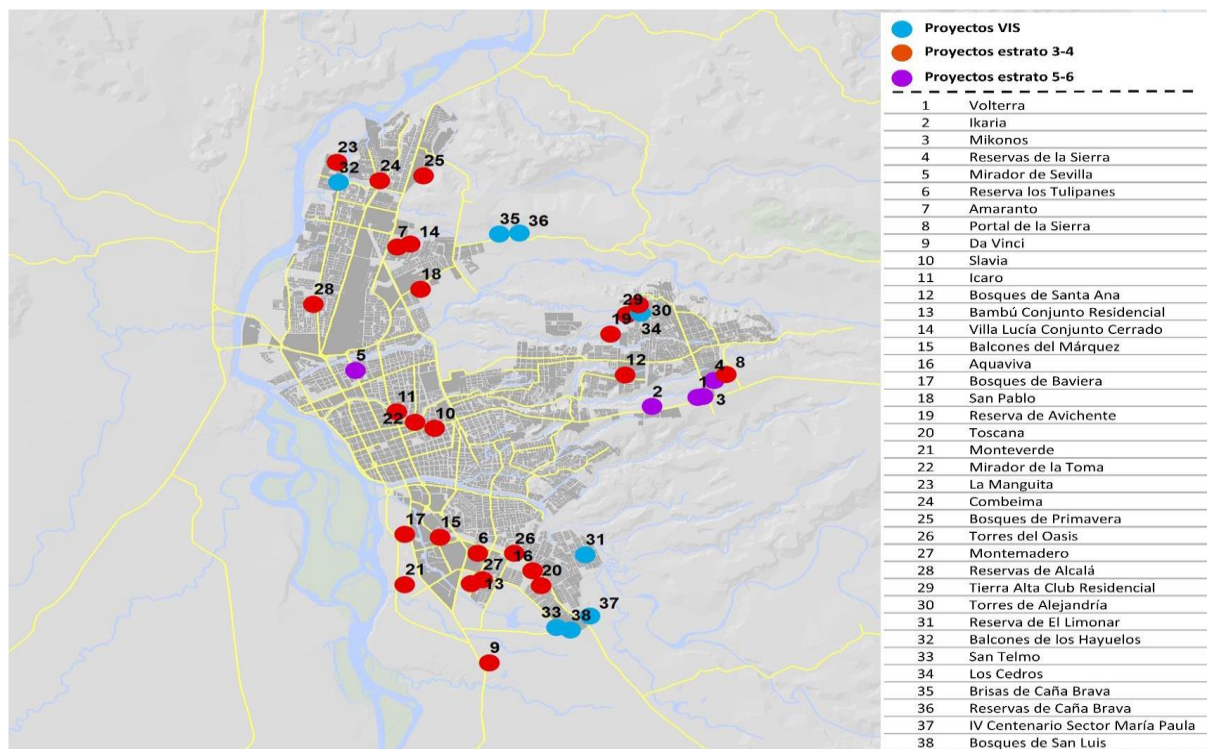 Proyectos VIS
Proyectos estrato 3-4
Proyectos estrato 5-6
1 Volterra
2 Ikaria
3 Mikonos
4 Reservas de la Sierra
5 Mirador de Sevilla
6 Reserva los Tulipanes
7 Amaranto
8 Portal de la Sierra
9 Da Vinci
10 Slavia
11 Icaro
12 Bosques de Santa Ana
13 Bambú Conjunto Residencial
14 Villa Lucía Conjunto Cerrado
15 Balcones del Márquez
16 Aquaviva
17 Bosques de Baviera
18 San Pablo
19 Reserva de Avichente
20 Toscana
21 Monteverde
22 Mirador de la Toma
23 La Manguita
24 Combeima
25 Bosques de Primavera
26 Torres del Oasis
27 Montemadero
28 Reservas de Alcalá
29 Tierra Alta Club Residencial
30 Torres de Alejandría
31 Reserva de El Limonar
32 Balcones de los Hayuelos
33 San Telmo
34 Los Cedros
35 Brisas de Caña Brava
36 Reservas de Caña Brava
37 IV Centenario Sector María Paula
38 Bosques de San Luis
23
32
24
25
35
36
7
14
18
28
29
30
19
34
5
12
4
8
1
3
2
11
22
10
17
15
6
26
31
16
27
13
20
21
37
33
38
9